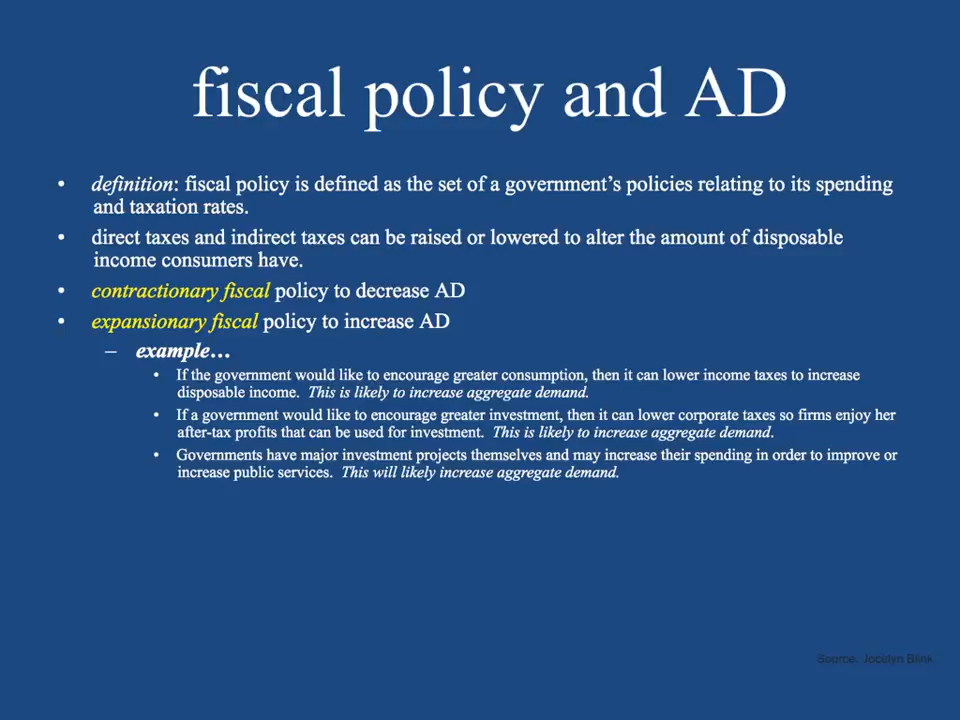 fiscal policy and AD
• definition: fiscal policy is defined as the set of a government’s policies relating to its spending
and taxation rates.
• direct taxes and indirect taxes can be raised or lowered to alter the amount of disposable
income consumers have.
• contractionary fiscal policy to decrease AD
• expansionary fiscal policy to increase AD
– example…
• If the government would like to encourage greater consumption, then it can lower income taxes to increase
disposable income. This is likely to increase aggregate demand.
• If a government would like to encourage greater investment, then it can lower corporate taxes so firms enjoy her
after-tax profits that can be used for investment. This is likely to increase aggregate demand.
• Governments have major investment projects themselves and may increase their spending in order to improve or
increase public services. This will likely increase aggregate demand.
Source: Jocelyn Blink